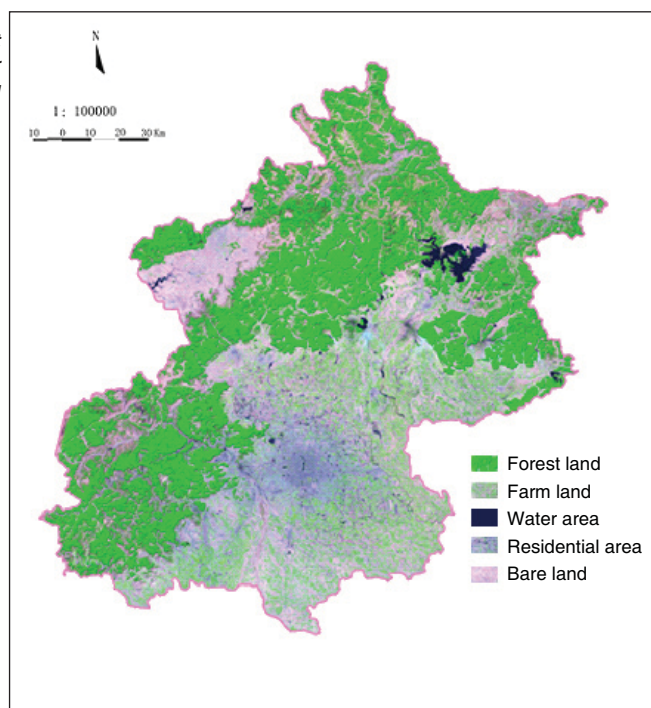 N
1: 100000
10 0 10 20 30 Km
Forest land
Farm land
Water area
Residential area
Bare land